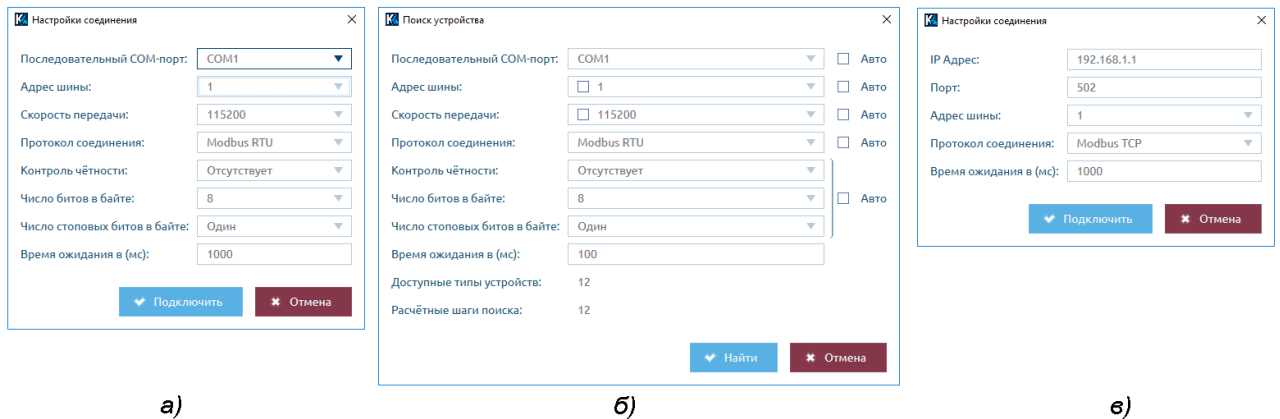 Настройки соединения
Последовательный COM-порт: COM1
Адрес шины: 1
Скорость передачи: 115200
Протокол соединения: Modbus RTU
Контроль чётности: Отсутствует
Число битов в байте: 8
Число стоповых битов в байте: Один
Время ожидания в (мс): 1000
Подключить Отмена
а)
Поиск устройства
Последовательный COM-порт: COM1 Авто
Адрес шины: 1 Авто
Скорость передачи: 115200 Авто
Протокол соединения: Modbus RTU Авто
Контроль чётности: Отсутствует
Число битов в байте: 8 Авто
Число стоповых битов в байте: Один
Время ожидания в (мс): 100
Доступные типы устройств: 12
Расчётные шаги поиска: 12
Найти Отмена
б)
Настройки соединения
IP Адрес: 192.168.1.1
Порт: 502
Адрес шины: 1
Протокол соединения: Modbus TCP
Время ожидания в (мс): 1000
Подключить Отмена
в)